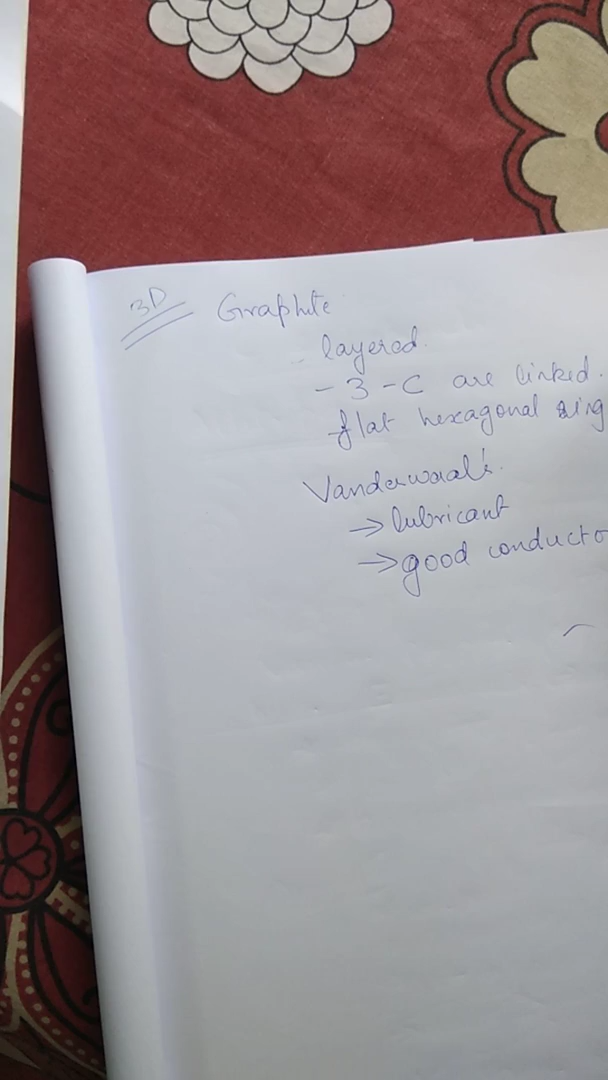 3D Graphite
layered.
- 3 - C are linked.
flat hexagonal ring
Vanderwaal's.
→ lubricant
→ good conducto